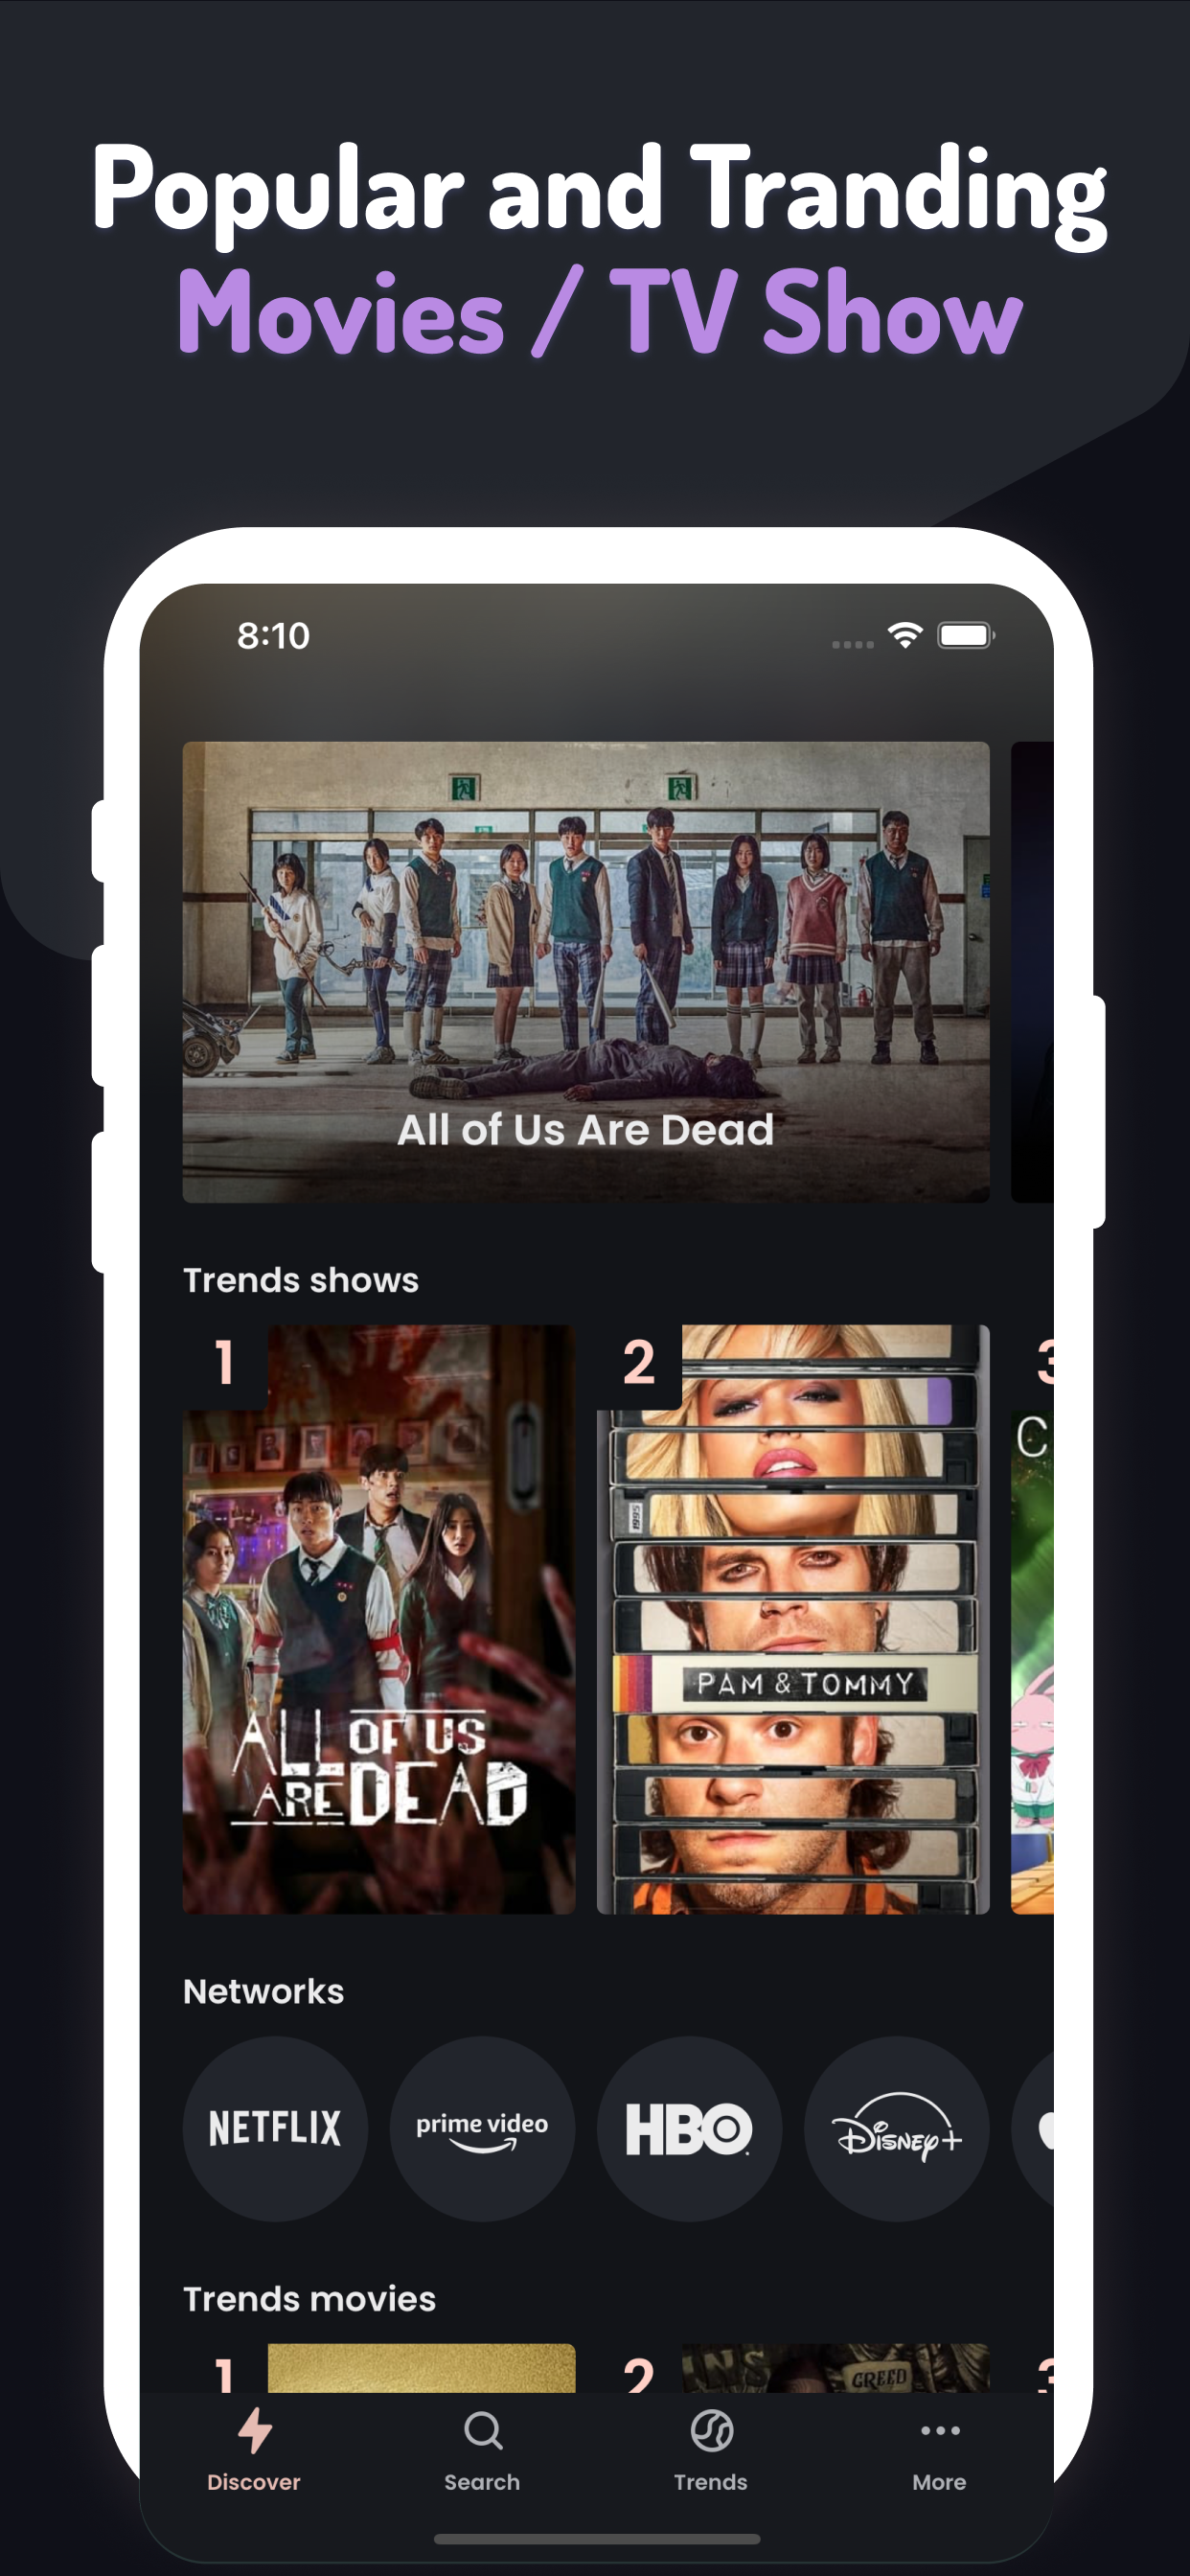 Popular and Tranding
Movies / TV Show
8:10
All of Us Are Dead
Trends shows
1
2
3
C
1995
ALL OF US
ARE DEAD
PAM & TOMMY
Networks
NETFLIX
prime video
HBO
Disney+
Trends movies
1
2
3
GREED
Discover
Search
Trends
More